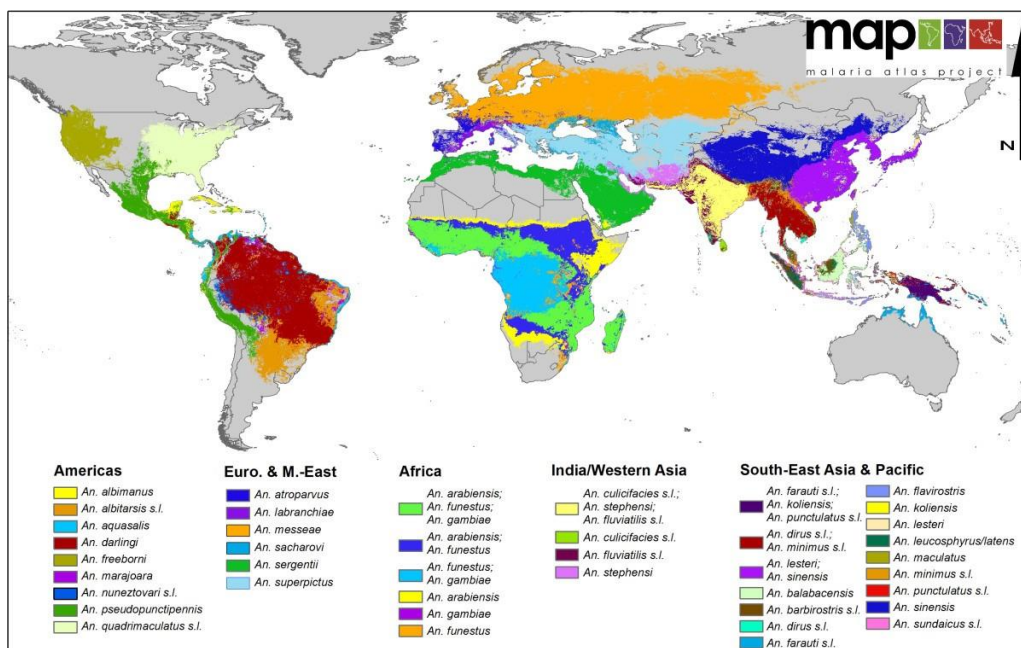 map
malaria atlas project
N
Americas
An. albimanus
An. albitarsis s.l.
An. aquasalis
An. darlingi
An. freeborni
An. marajoara
An. nuneztovari s.l.
An. pseudopunctipennis
An. quadrimaculatus s.l.
Euro. & M.-East
An. atroparvus
An. labranchiae
An. messeae
An. sacharovi
An. sergentii
An. superpictus
Africa
An. arabiensis;
An. funestus;
An. gambiae
An. arabiensis;
An. funestus
An. funestus;
An. gambiae
An. arabiensis
An. gambiae
An. funestus
India/Western Asia
An. culicifacies s.l.;
An. stephensi;
An. fluviatilis s.l.
An. culicifacies s.l.
An. fluviatilis s.l.
An. stephensi
South-East Asia & Pacific
An. farauti s.l.;
An. koliensis;
An. punctulatus s.l.
An. dirus s.l.;
An. minimus s.l.
An. lesteri;
An. sinensis
An. balabacensis
An. barbirostris s.l.
An. dirus s.l.
An. farauti s.l.
An. flavirostris
An. koliensis
An. lesteri
An. leucosphyrus/latens
An. maculatus
An. minimus s.l.
An. punctulatus s.l.
An. sinensis
An. sundaicus s.l.